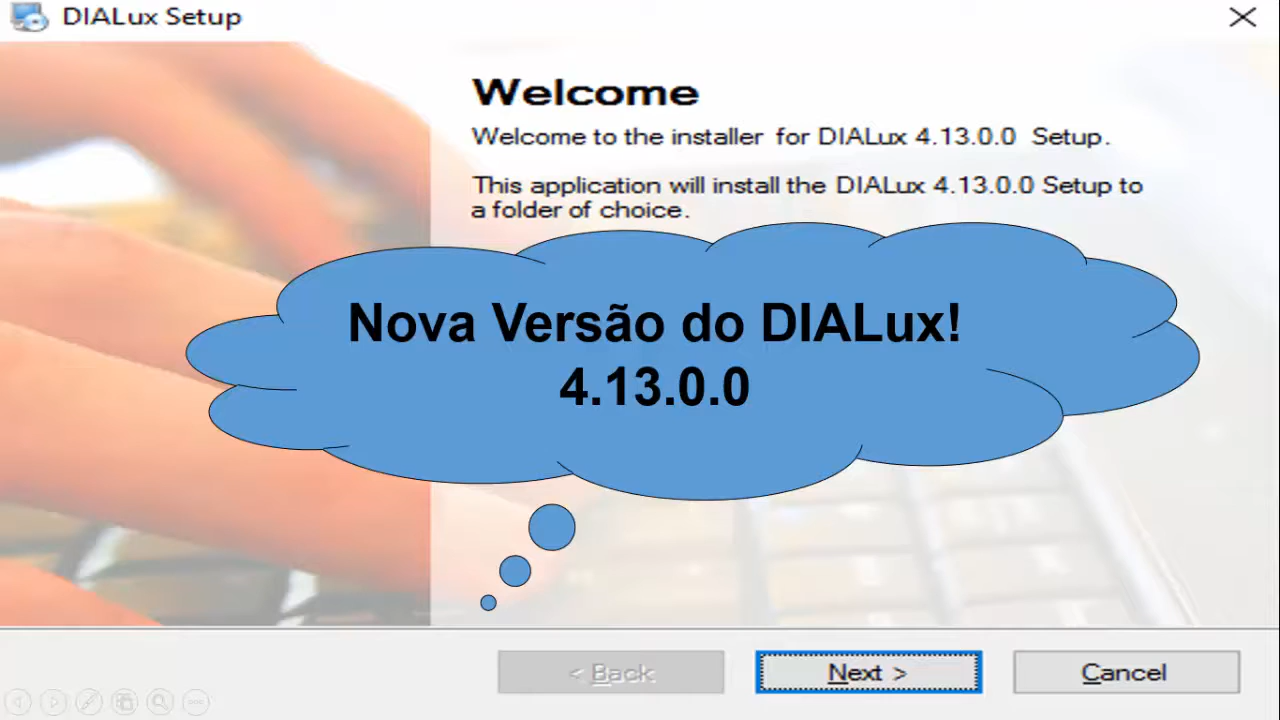 DIALux Setup
Welcome
Welcome to the installer for DIALux 4.13.0.0 Setup.
This application will install the DIALux 4.13.0.0 Setup to
a folder of choice.
Nova Versão do DIALux!
4.13.0.0
< Back
Next >
Cancel